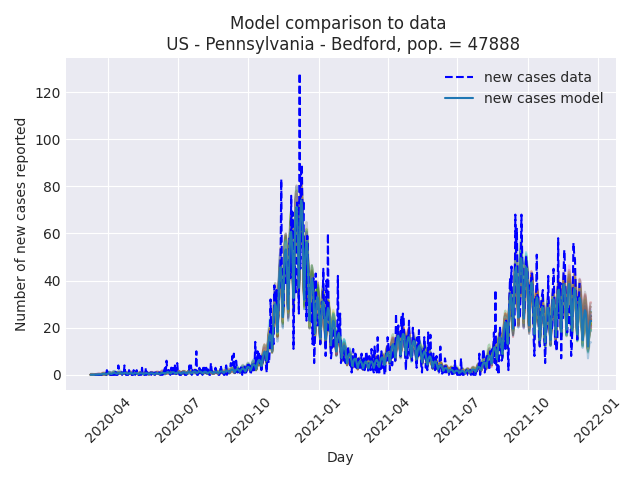 Model comparison to data
US - Pennsylvania - Bedford, pop. = 47888
new cases data
new cases model
Number of new cases reported
120
100
80
60
40
20
0
2020-04
2020-07
2020-10
2021-01
2021-04
2021-07
2021-10
2022-01
Day